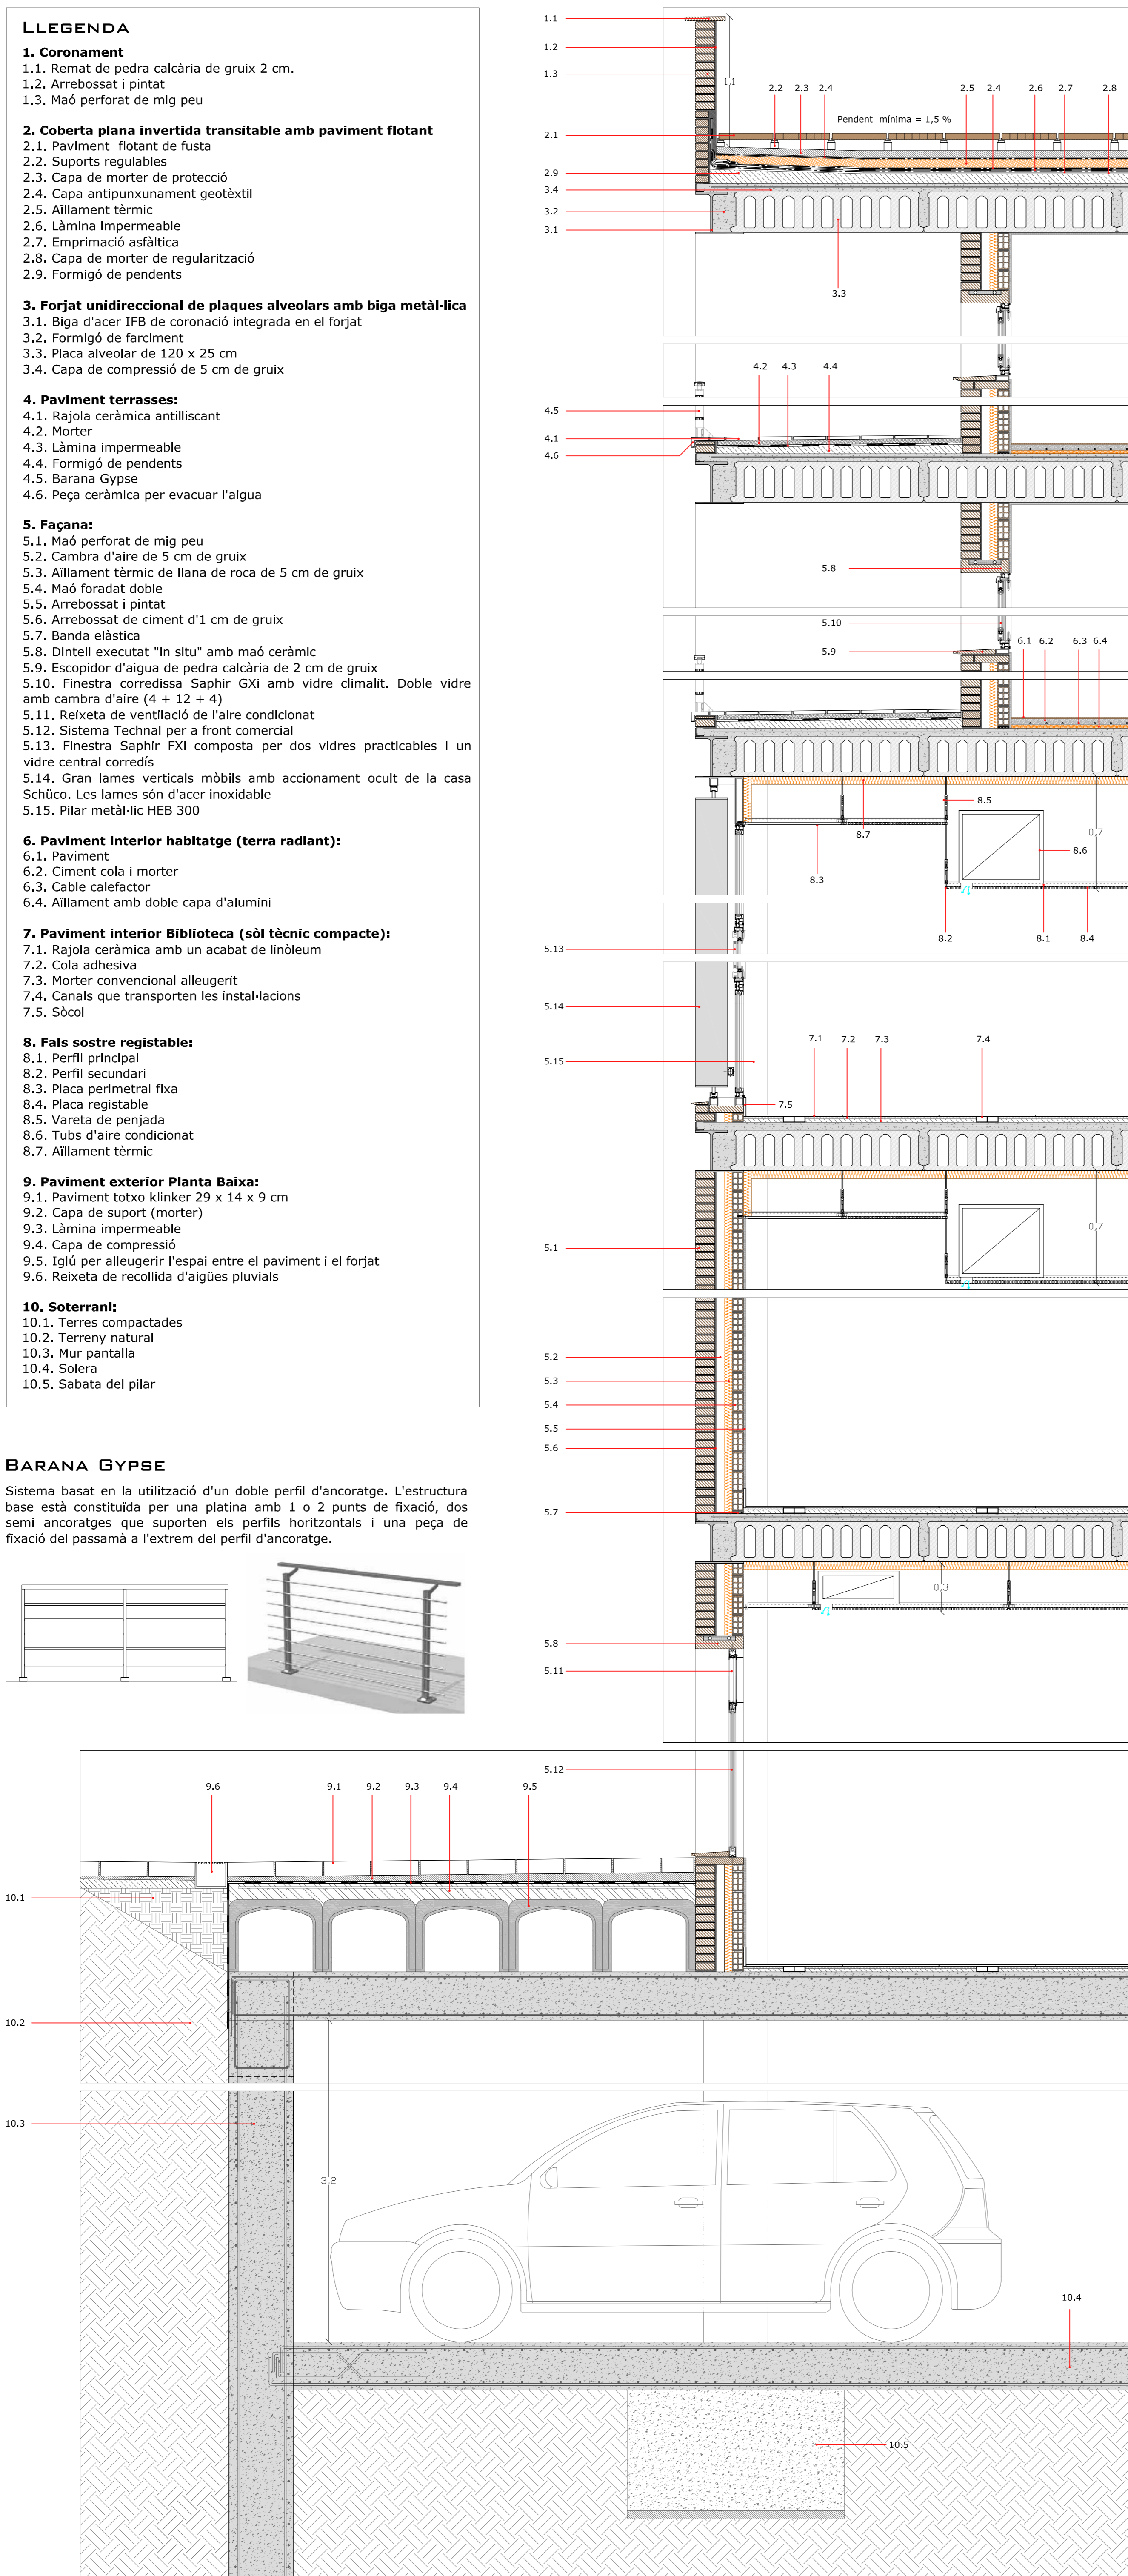 LLEGENDA
1. Coronament
1.1. Remat de pedra calcària de gruix 2 cm.
1.2. Arrebossat i pintat
1.3. Maó perforat de mig peu
2. Coberta plana invertida transitable amb paviment flotant
2.1. Paviment flotant de fusta
2.2. Suports regulables
2.3. Capa de morter de protecció
2.4. Capa antipunxunament geotèxtil
2.5. Aïllament tèrmic
2.6. Làmina impermeable
2.7. Emprimació asfàltica
2.8. Capa de morter de regularització
2.9. Formigó de pendents
3. Forjat unidireccional de plaques alveolars amb biga metàl·lica
3.1. Biga d'acer IFB de coronació integrada en el forjat
3.2. Formigó de farciment
3.3. Placa alveolar de 120 x 25 cm
3.4. Capa de compressió de 5 cm de gruix
4. Paviment terrasses:
4.1. Rajola ceràmica antilliscant
4.2. Morter
4.3. Làmina impermeable
4.4. Formigó de pendents
4.5. Barana Gypse
4.6. Peça ceràmica per evacuar l'aigua
5. Façana:
5.1. Maó perforat de mig peu
5.2. Cambra d'aire de 5 cm de gruix
5.3. Aïllament tèrmic de llana de roca de 5 cm de gruix
5.4. Maó foradat doble
5.5. Arrebossat i pintat
5.6. Arrebossat de ciment d'1 cm de gruix
5.7. Banda elàstica
5.8. Dintell executat "in situ" amb maó ceràmic
5.9. Escopidor d'aigua de pedra calcària de 2 cm de gruix
5.10. Finestra corredissa Saphir GXi amb vidre climalit. Doble vidre
amb cambra d'aire (4 + 12 + 4)
5.11. Reixeta de ventilació de l'aire condicionat
5.12. Sistema Technal per a front comercial
5.13. Finestra Saphir FXi composta per dos vidres practicables i un
vidre central corredís
5.14. Gran lames verticals mòbils amb accionament ocult de la casa
Schüco. Les lames són d'acer inoxidable
5.15. Pilar metàl·lic HEB 300
6. Paviment interior habitatge (terra radiant):
6.1. Paviment
6.2. Ciment cola i morter
6.3. Cable calefactor
6.4. Aïllament amb doble capa d'alumini
7. Paviment interior Biblioteca (sòl tècnic compacte):
7.1. Rajola ceràmica amb un acabat de linòleum
7.2. Cola adhesiva
7.3. Morter convencional alleugerit
7.4. Canals que transporten les instal·lacions
7.5. Sòcol
8. Fals sostre registable:
8.1. Perfil principal
8.2. Perfil secundari
8.3. Placa perimetral fixa
8.4. Placa registable
8.5. Vareta de penjada
8.6. Tubs d'aire condicionat
8.7. Aïllament tèrmic
9. Paviment exterior Planta Baixa:
9.1. Paviment totxo klinker 29 x 14 x 9 cm
9.2. Capa de suport (morter)
9.3. Làmina impermeable
9.4. Capa de compressió
9.5. Iglú per alleugerir l'espai entre el paviment i el forjat
9.6. Reixeta de recollida d'aigües pluvials
10. Soterrani:
10.1. Terres compactades
10.2. Terreny natural
10.3. Mur pantalla
10.4. Solera
10.5. Sabata del pilar
BARANA GYPSE
Sistema basat en la utilització d'un doble perfil d'ancoratge. L'estructura
base està constituïda per una platina amb 1 o 2 punts de fixació, dos
semi ancoratges que suporten els perfils horitzontals i una peça de
fixació del passamà a l'extrem del perfil d'ancoratge.
1.1
1.2
1.3
1.1
2.2 2.3 2.4 2.5 2.4 2.6 2.7 2.8
Pendent mínima = 1,5 %
2.1
2.9
3.4
3.2
3.1
3.3
4.2 4.3 4.4
4.5
4.1
4.6
5.8
5.10
5.9
6.1 6.2 6.3 6.4
8.5
8.7
0,7
8.6
8.3
8.2 8.1 8.4
5.13
5.14
5.15
7.1 7.2 7.3 7.4
7.5
5.1
0,7
5.2
5.3
5.4
5.5
5.6
5.7
0,3
5.8
5.11
5.12
9.6 9.1 9.2 9.3 9.4 9.5
10.1
10.2
10.3
3,2
10.4
10.5